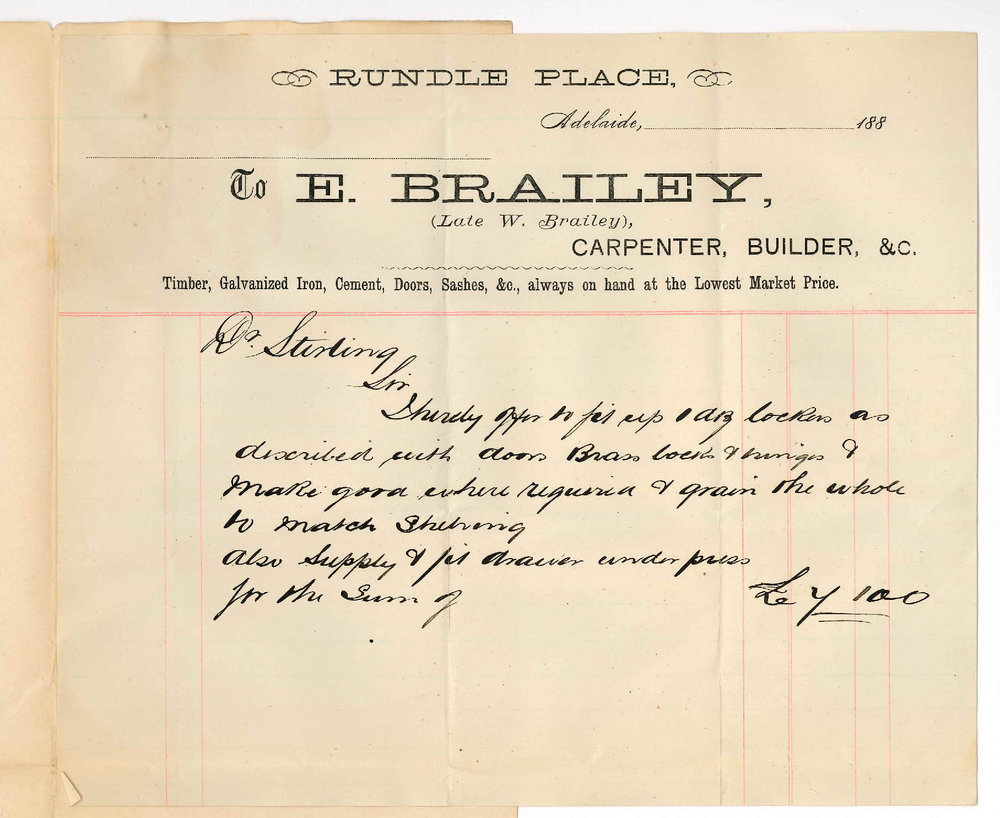 RUNDLE PLACE,
Adelaide, 188
To E. BRAILEY,
(Late W. Brailey),
CARPENTER, BUILDER, &C.
Timber, Galvanized Iron, Cement, Doors, Sashes, &c., always on hand at the Lowest Market Price.
Dr. Stirling
Sir
I hereby offer to fit up 1 doz lockers as
described with doors Brass locks & hinges &
Make good where required & grain the whole
to match Shelving
also Supply & fit drawer under press
for the Sum of £7 10 0